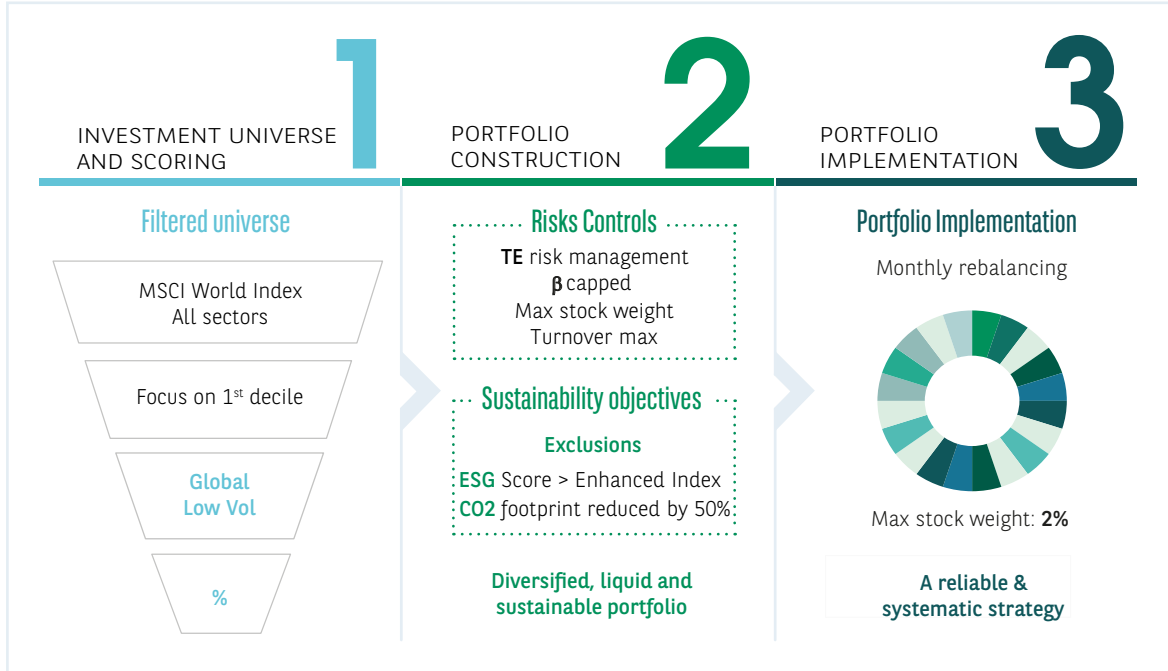 1
INVESTMENT UNIVERSE
AND SCORING
Filtered universe
MSCI World Index
All sectors
Focus on 1st decile
Global
Low Vol
%
2
PORTFOLIO
CONSTRUCTION
Risks Controls
TE risk management
β capped
Max stock weight
Turnover max
Sustainability objectives
Exclusions
ESG Score > Enhanced Index
CO2 footprint reduced by 50%
Diversified, liquid and
sustainable portfolio
3
PORTFOLIO
IMPLEMENTATION
Portfolio Implementation
Monthly rebalancing
Max stock weight: 2%
A reliable &
systematic strategy